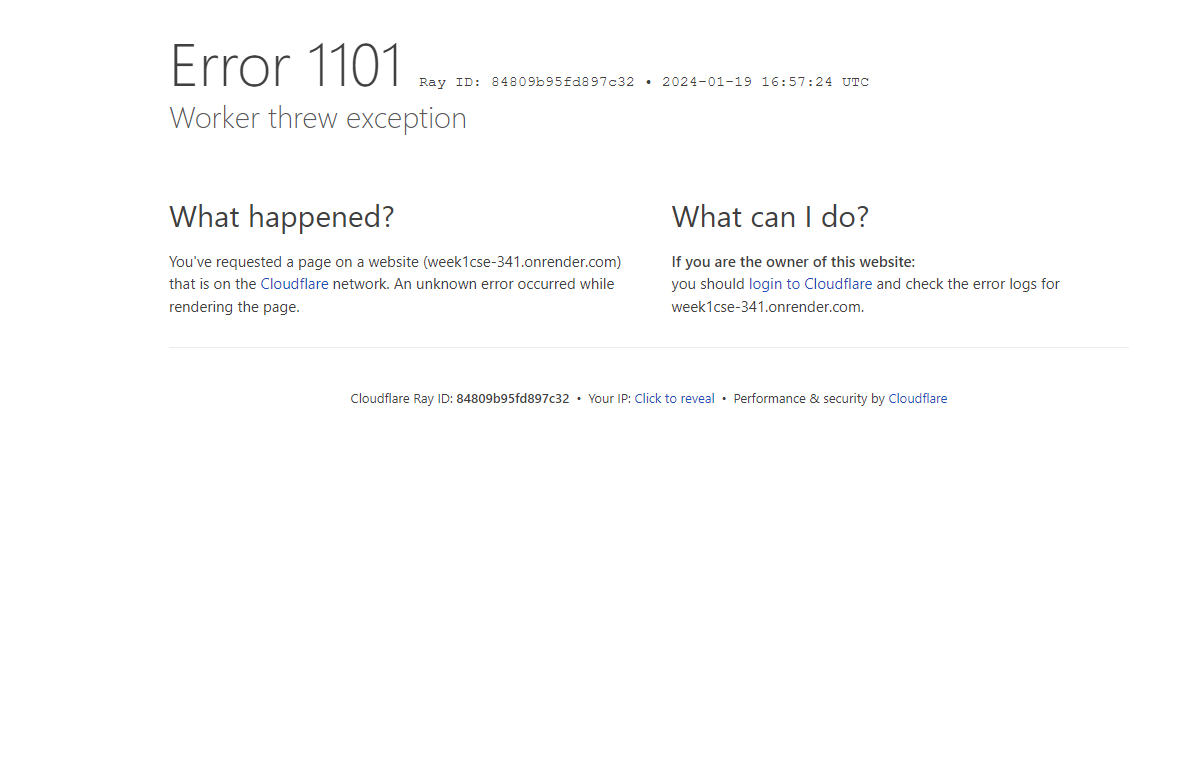 Error 1101 Ray ID: 84809b95fd897c32 • 2024-01-19 16:57:24 UTC
Worker threw exception
What happened?
You've requested a page on a website (week1cse-341.onrender.com)
that is on the Cloudflare network. An unknown error occurred while
rendering the page.
What can I do?
If you are the owner of this website:
you should login to Cloudflare and check the error logs for
week1cse-341.onrender.com.
Cloudflare Ray ID: 84809b95fd897c32 • Your IP: Click to reveal • Performance & security by Cloudflare